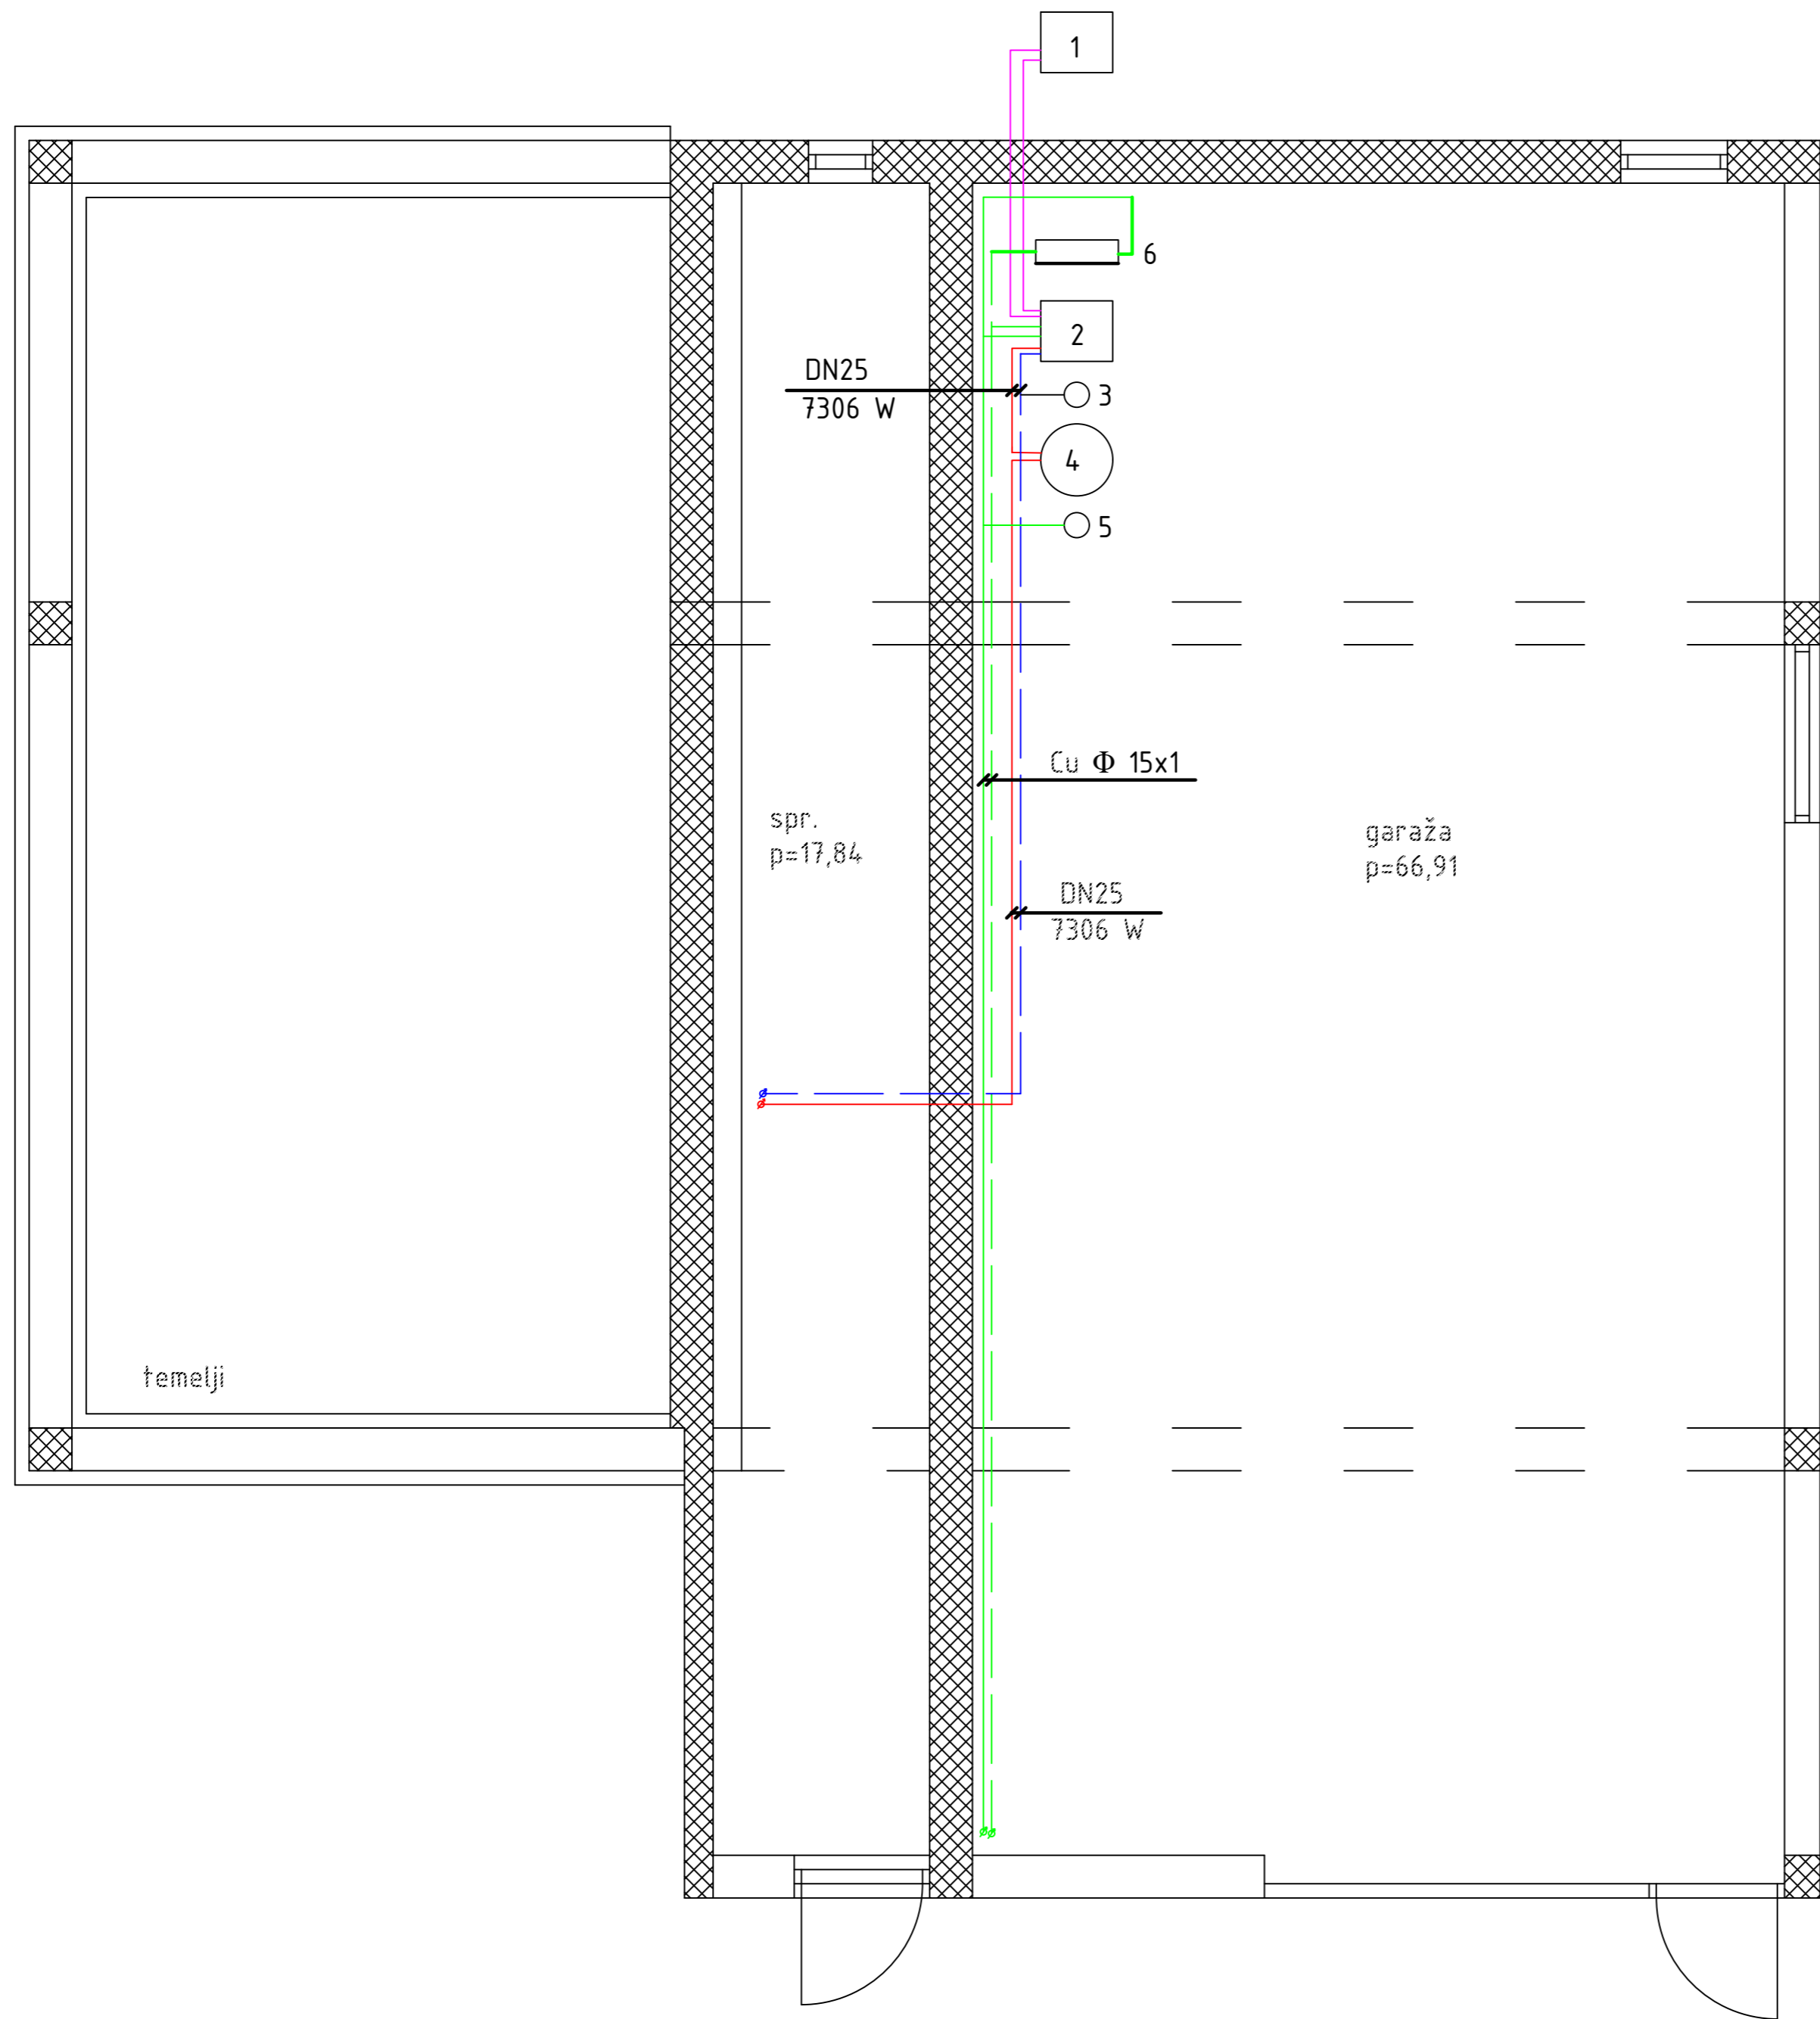 1
6
2
DN25
7306 W
3
4
5
Cu Φ 15x1
spr.
p=17,84
garaža
p=66,91
DN25
7306 W
temelji